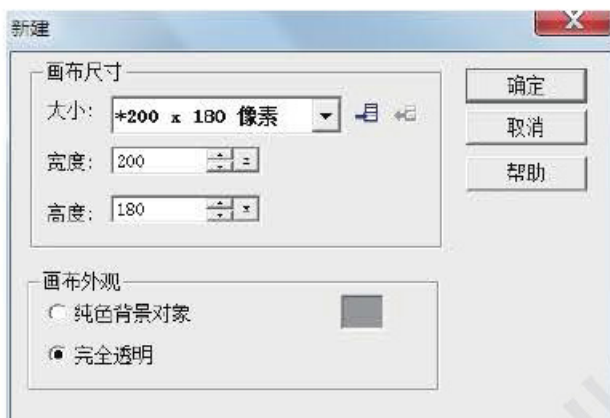 新建
画布尺寸
大小: *200 x 180 像素
宽度: 200
高度: 180
确定
取消
帮助
画布外观
纯色背景对象
完全透明